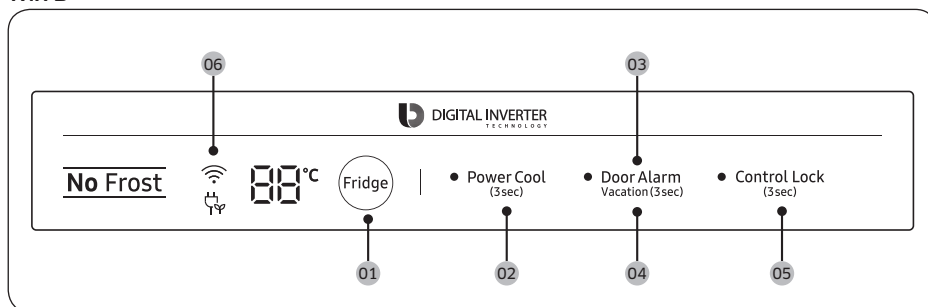 06
03
DIGITAL INVERTER
TECHNOLOGY
No Frost
88°C
Fridge
Power Cool
(3sec)
Door Alarm
Vacation (3sec)
Control Lock
(3sec)
01
02
04
05